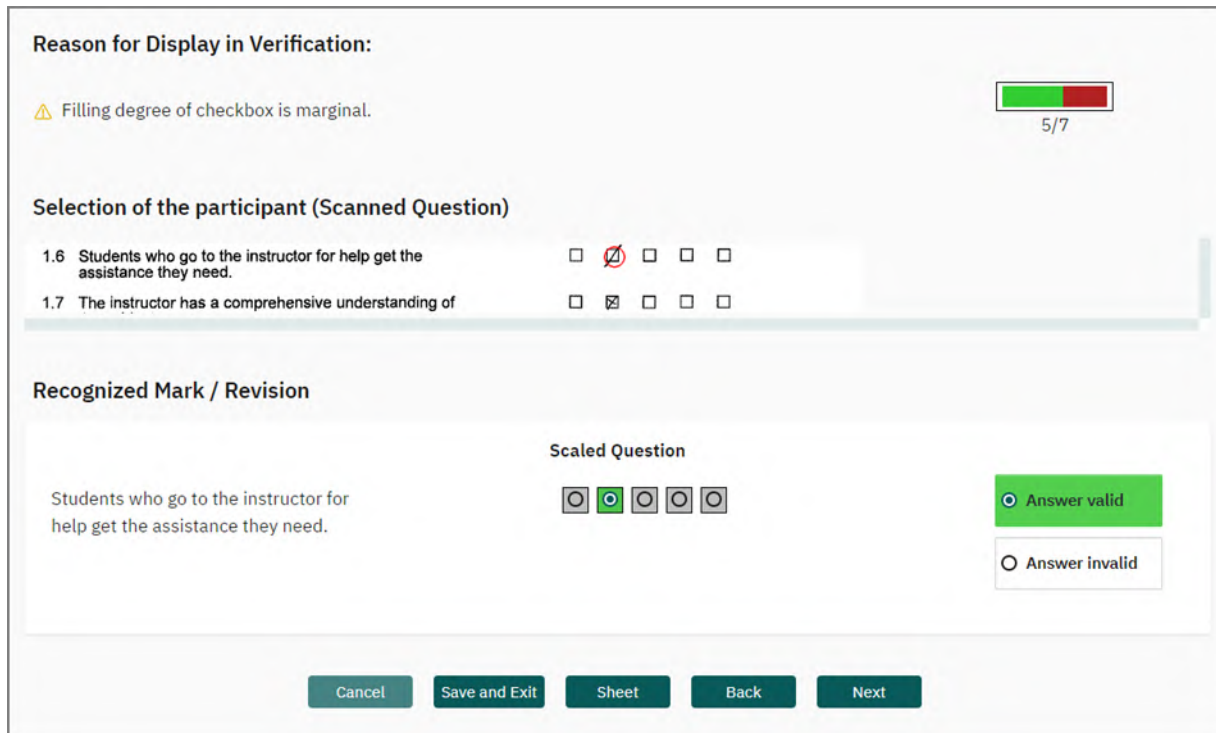 Reason for Display in Verification:
Filling degree of checkbox is marginal.
5/7
Selection of the participant (Scanned Question)
1.6 Students who go to the instructor for help get the
assistance they need.
1.7 The instructor has a comprehensive understanding of
Recognized Mark / Revision
Scaled Question
Students who go to the instructor for
help get the assistance they need.
Answer valid
Answer invalid
Cancel Save and Exit Sheet Back Next